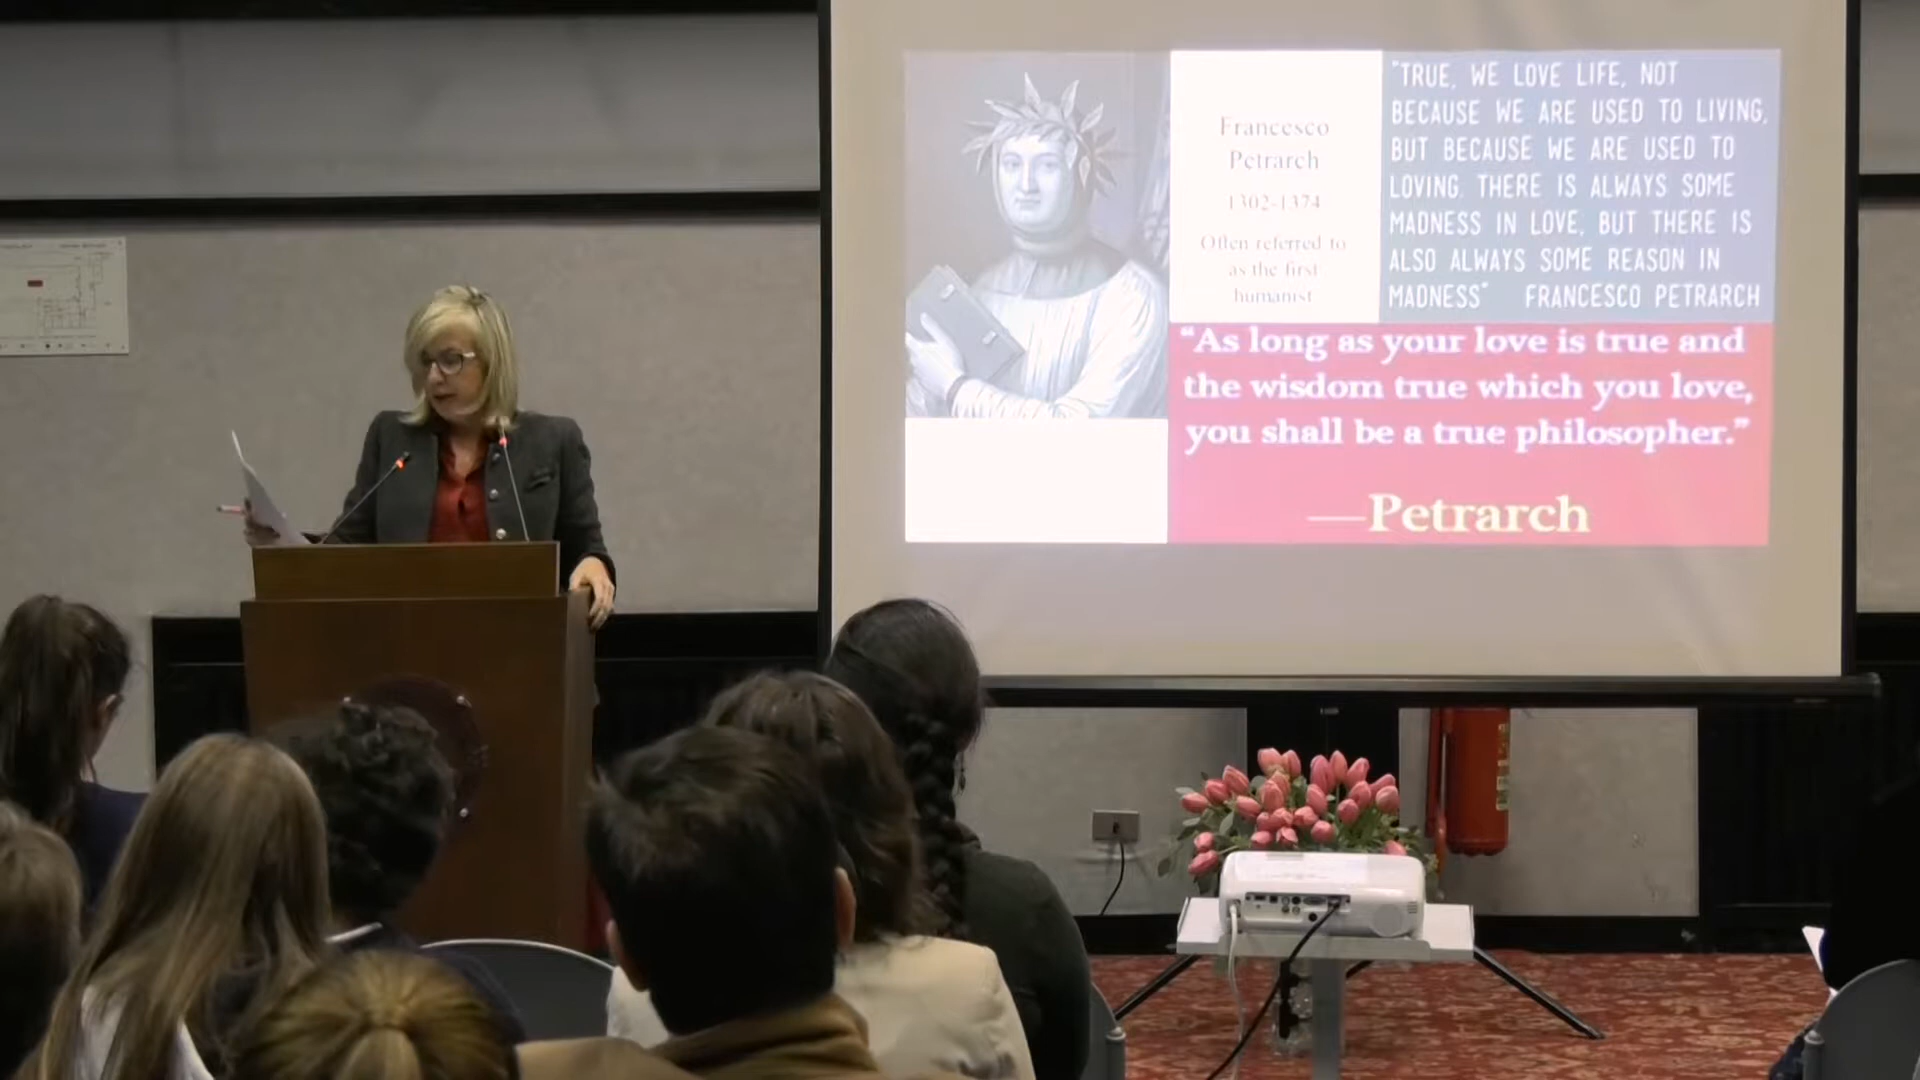 Francesco
Petrarch
1302-1374
Often referred to
as the first
humanist
"TRUE, WE LOVE LIFE, NOT
BECAUSE WE ARE USED TO LIVING,
BUT BECAUSE WE ARE USED TO
LOVING. THERE IS ALWAYS SOME
MADNESS IN LOVE, BUT THERE IS
ALSO ALWAYS SOME REASON IN
MADNESS" FRANCESCO PETRARCH
“As long as your love is true and
the wisdom true which you love,
you shall be a true philosopher.”
—Petrarch